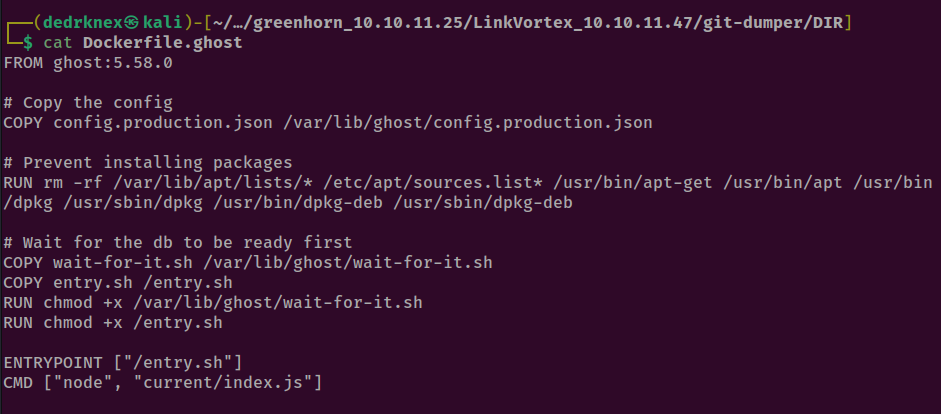 ┌──(dedrknex㉿kali)-[~/…/greenhorn_10.10.11.25/LinkVortex_10.10.11.47/git-dumper/DIR]
└─$ cat Dockerfile.ghost
FROM ghost:5.58.0

# Copy the config
COPY config.production.json /var/lib/ghost/config.production.json

# Prevent installing packages
RUN rm -rf /var/lib/apt/lists/* /etc/apt/sources.list* /usr/bin/apt-get /usr/bin/apt /usr/bin
/dpkg /usr/sbin/dpkg /usr/bin/dpkg-deb /usr/sbin/dpkg-deb

# Wait for the db to be ready first
COPY wait-for-it.sh /var/lib/ghost/wait-for-it.sh
COPY entry.sh /entry.sh
RUN chmod +x /var/lib/ghost/wait-for-it.sh
RUN chmod +x /entry.sh

ENTRYPOINT ["/entry.sh"]
CMD ["node", "current/index.js"]